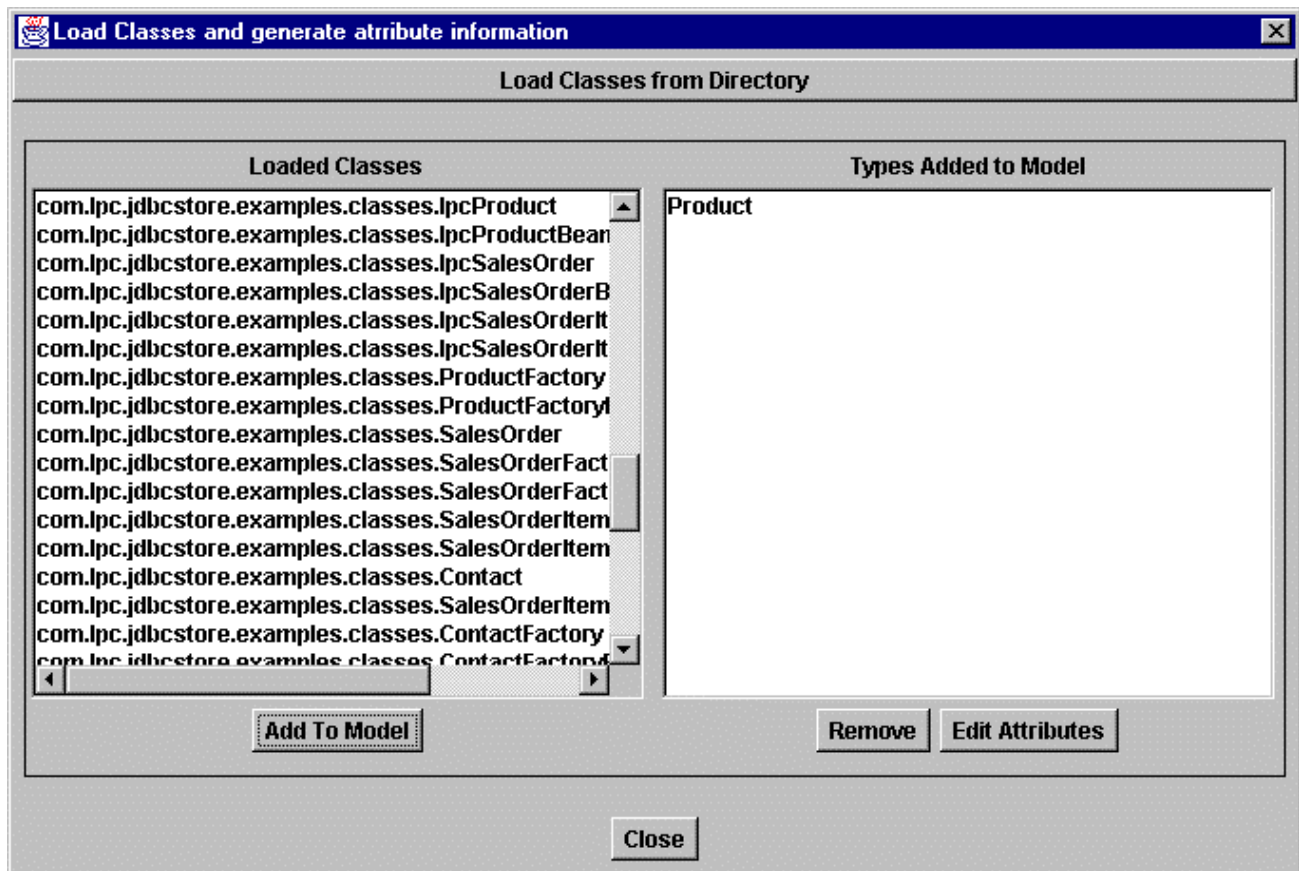 Load Classes and generate atrribute information
Load Classes from Directory
Loaded Classes
com.lpc.jdbcstore.examples.classes.lpcProduct
com.lpc.jdbcstore.examples.classes.lpcProductBean
com.lpc.jdbcstore.examples.classes.lpcSalesOrder
com.lpc.jdbcstore.examples.classes.lpcSalesOrderB
com.lpc.jdbcstore.examples.classes.lpcSalesOrderIt
com.lpc.jdbcstore.examples.classes.lpcSalesOrderIt
com.lpc.jdbcstore.examples.classes.ProductFactory
com.lpc.jdbcstore.examples.classes.ProductFactory
com.lpc.jdbcstore.examples.classes.SalesOrder
com.lpc.jdbcstore.examples.classes.SalesOrderFact
com.lpc.jdbcstore.examples.classes.SalesOrderFact
com.lpc.jdbcstore.examples.classes.SalesOrderItem
com.lpc.jdbcstore.examples.classes.SalesOrderItem
com.lpc.jdbcstore.examples.classes.Contact
com.lpc.jdbcstore.examples.classes.SalesOrderItem
com.lpc.jdbcstore.examples.classes.ContactFactory
com.lpc.jdbcstore.examples.classes.ContactFactory
Add To Model
Types Added to Model
Product
Remove
Edit Attributes
Close